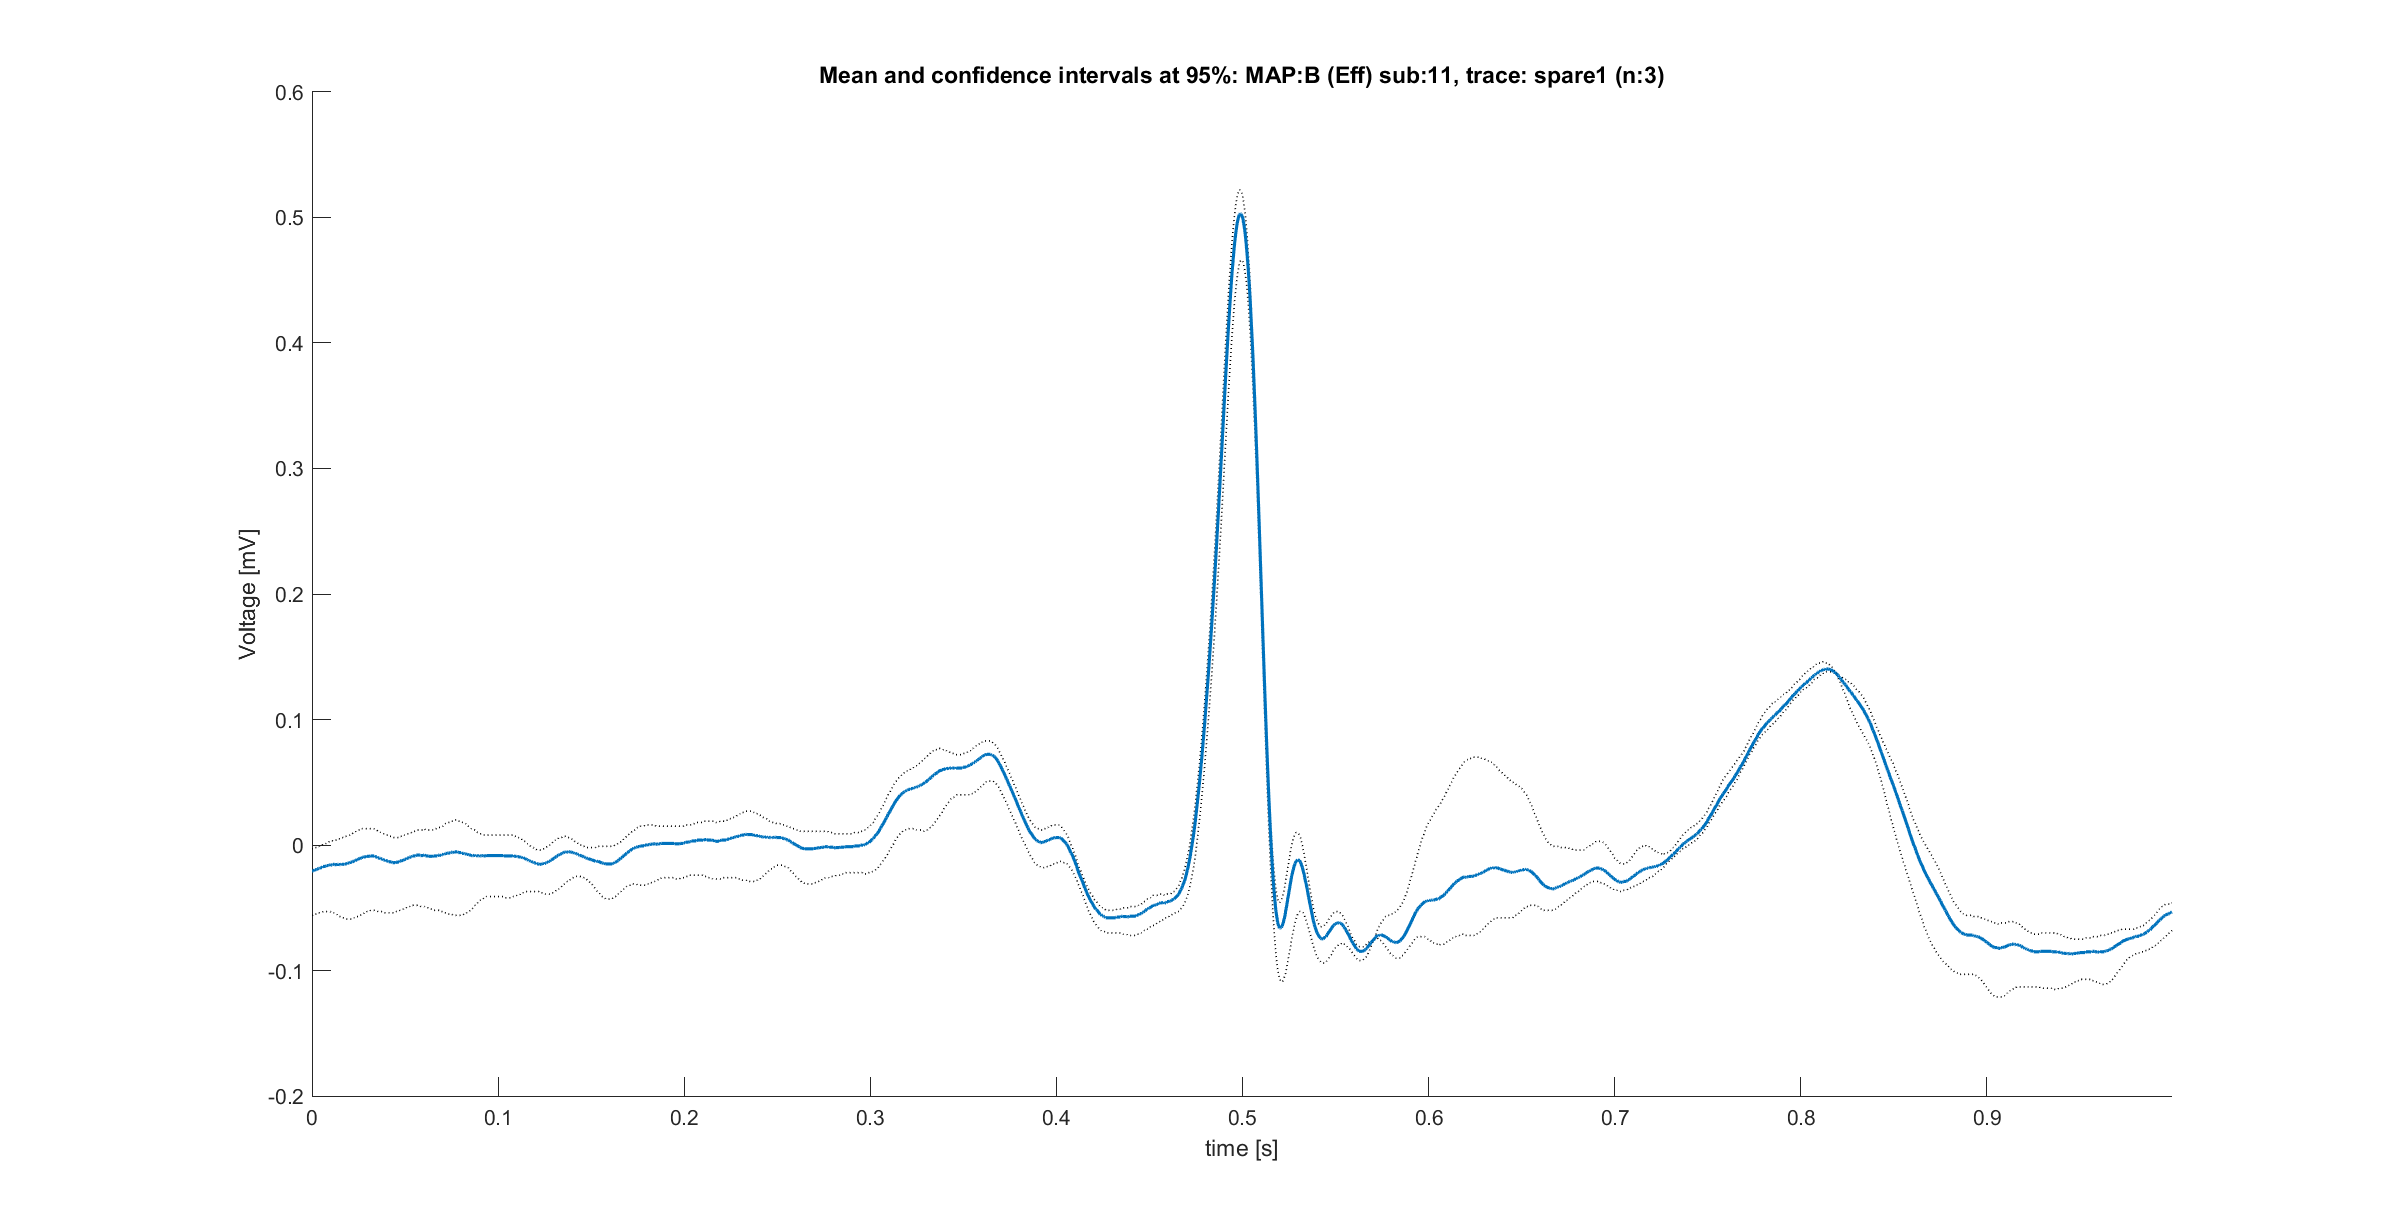 Mean and confidence intervals at 95%: MAP:B (Eff) sub:11, trace: spare1 (n:3)
0.6
0.5
0.4
0.3
0.2
0.1
0
-0.1
-0.2
Voltage [mV]
0 0.1 0.2 0.3 0.4 0.5 0.6 0.7 0.8 0.9
time [s]